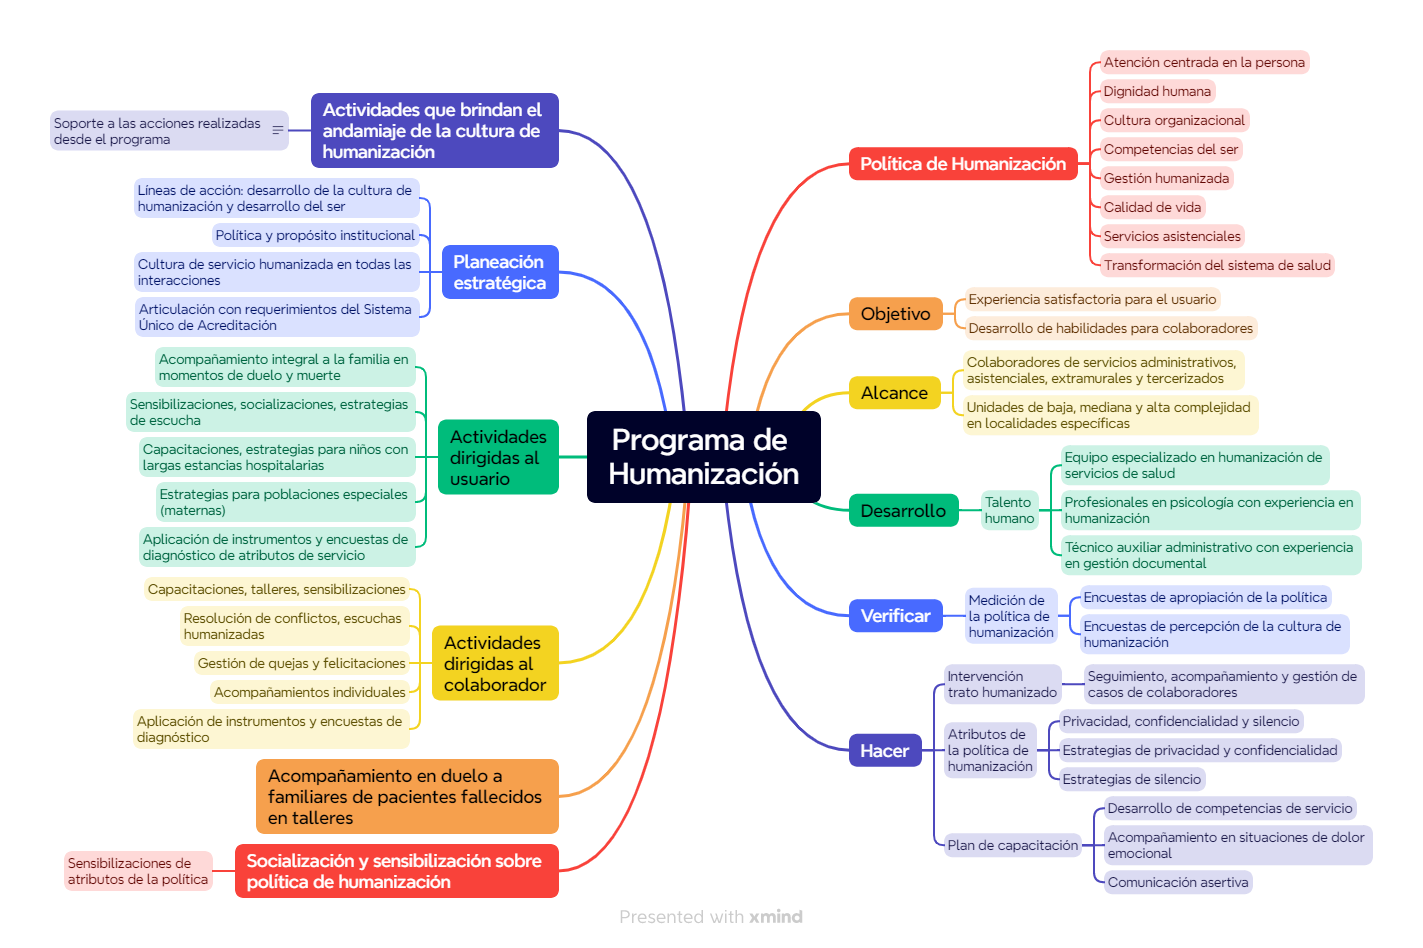 Programa de
Humanización
Política de Humanización
Atención centrada en la persona
Dignidad humana
Cultura organizacional
Competencias del ser
Gestión humanizada
Calidad de vida
Servicios asistenciales
Transformación del sistema de salud
Objetivo
Experiencia satisfactoria para el usuario
Desarrollo de habilidades para colaboradores
Alcance
Colaboradores de servicios administrativos,
asistenciales, extramurales y tercerizados
Unidades de baja, mediana y alta complejidad
en localidades específicas
Desarrollo
Talento
humano
Equipo especializado en humanización de
servicios de salud
Profesionales en psicología con experiencia en
humanización
Técnico auxiliar administrativo con experiencia
en gestión documental
Verificar
Medición de
la política de
humanización
Encuestas de apropiación de la política
Encuestas de percepción de la cultura de
humanización
Hacer
Intervención
trato humanizado
Seguimiento, acompañamiento y gestión de
casos de colaboradores
Atributos de
la política de
humanización
Privacidad, confidencialidad y silencio
Estrategias de privacidad y confidencialidad
Estrategias de silencio
Plan de capacitación
Desarrollo de competencias de servicio
Acompañamiento en situaciones de dolor
emocional
Comunicación asertiva
Actividades que brindan el
andamiaje de la cultura de
humanización
Soporte a las acciones realizadas
desde el programa
Planeación
estratégica
Líneas de acción: desarrollo de la cultura de
humanización y desarrollo del ser
Política y propósito institucional
Cultura de servicio humanizada en todas las
interacciones
Articulación con requerimientos del Sistema
Único de Acreditación
Actividades
dirigidas al
usuario
Acompañamiento integral a la familia en
momentos de duelo y muerte
Sensibilizaciones, socializaciones, estrategias
de escucha
Capacitaciones, estrategias para niños con
largas estancias hospitalarias
Estrategias para poblaciones especiales
(maternas)
Aplicación de instrumentos y encuestas de
diagnóstico de atributos de servicio
Actividades
dirigidas al
colaborador
Capacitaciones, talleres, sensibilizaciones
Resolución de conflictos, escuchas
humanizadas
Gestión de quejas y felicitaciones
Acompañamientos individuales
Aplicación de instrumentos y encuestas de
diagnóstico
Acompañamiento en duelo a
familiares de pacientes fallecidos
en talleres
Socialización y sensibilización sobre
política de humanización
Sensibilizaciones de
atributos de la política
Presented with xmind